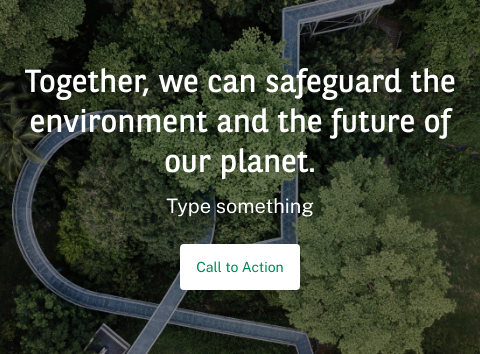 Together, we can safeguard the
environment and the future of
our planet.
Type something
Call to Action